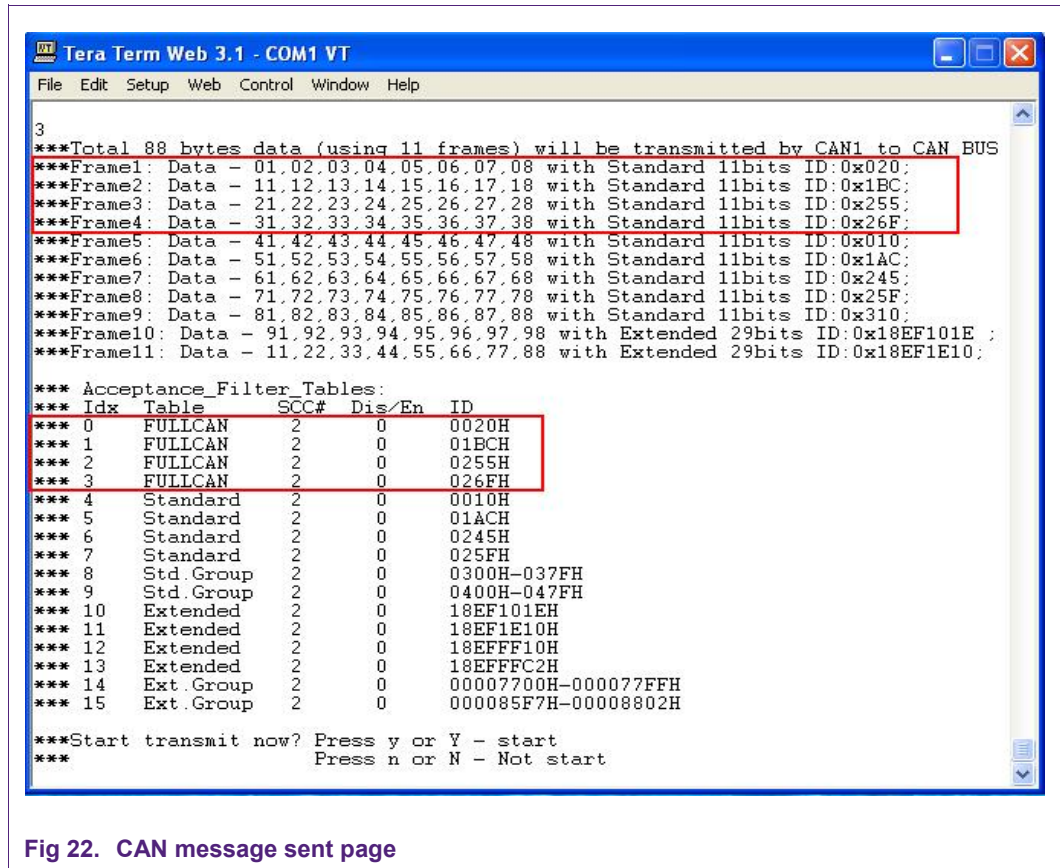 Tera Term Web 3.1 - COM1 VT
File Edit Setup Web Control Window Help
3
***Total 88 bytes data (using 11 frames) will be transmitted by CAN1 to CAN BUS
***Frame1: Data - 01,02,03,04,05,06,07,08 with Standard 11bits ID:0x020;
***Frame2: Data - 11,12,13,14,15,16,17,18 with Standard 11bits ID:0x1BC;
***Frame3: Data - 21,22,23,24,25,26,27,28 with Standard 11bits ID:0x255;
***Frame4: Data - 31,32,33,34,35,36,37,38 with Standard 11bits ID:0x26F;
***Frame5: Data - 41,42,43,44,45,46,47,48 with Standard 11bits ID:0x010;
***Frame6: Data - 51,52,53,54,55,56,57,58 with Standard 11bits ID:0x1AC;
***Frame7: Data - 61,62,63,64,65,66,67,68 with Standard 11bits ID:0x245;
***Frame8: Data - 71,72,73,74,75,76,77,78 with Standard 11bits ID:0x25F;
***Frame9: Data - 81,82,83,84,85,86,87,88 with Standard 11bits ID:0x310;
***Frame10: Data - 91,92,93,94,95,96,97,98 with Extended 29bits ID:0x18EF101E ;
***Frame11: Data - 11,22,33,44,55,66,77,88 with Extended 29bits ID:0x18EF1E10;
*** Acceptance_Filter_Tables:
*** Idx Table SCC# Dis/En ID
*** 0 FULLCAN 2 0 0020H
*** 1 FULLCAN 2 0 01BCH
*** 2 FULLCAN 2 0 0255H
*** 3 FULLCAN 2 0 026FH
*** 4 Standard 2 0 0010H
*** 5 Standard 2 0 01ACH
*** 6 Standard 2 0 0245H
*** 7 Standard 2 0 025FH
*** 8 Std.Group 2 0 0300H-037FH
*** 9 Std.Group 2 0 0400H-047FH
*** 10 Extended 2 0 18EF101EH
*** 11 Extended 2 0 18EF1E10H
*** 12 Extended 2 0 18EFFF10H
*** 13 Extended 2 0 18EFFFC2H
*** 14 Ext.Group 2 0 00007700H-000077FFH
*** 15 Ext.Group 2 0 000085F7H-00008802H
***Start transmit now? Press y or Y - start
*** Press n or N - Not start
Fig 22. CAN message sent page